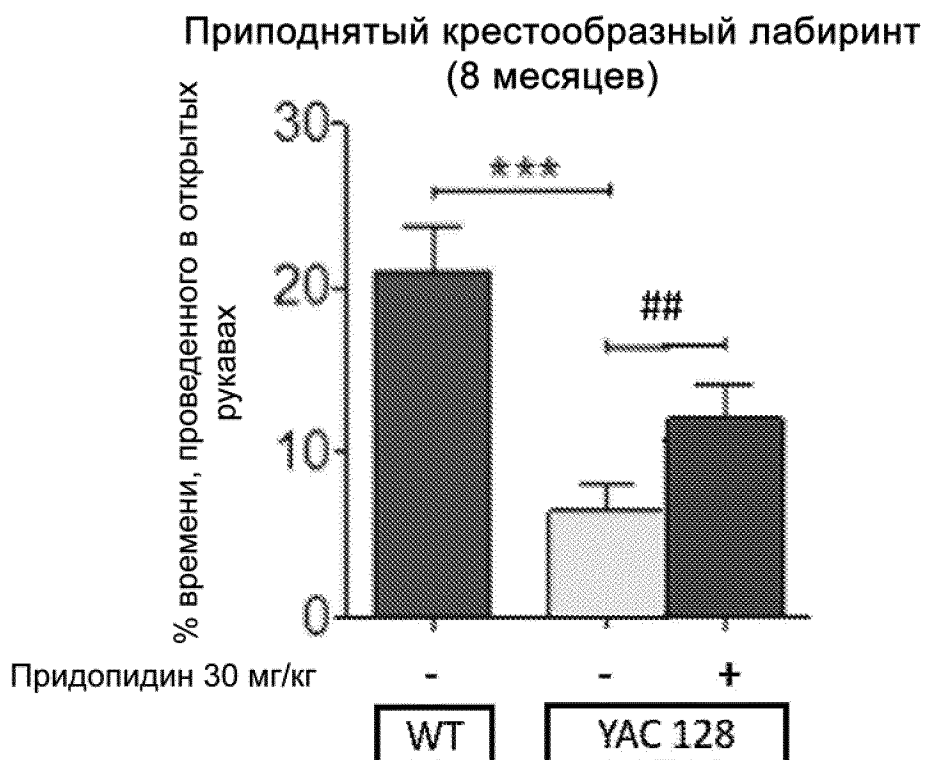 Приподнятый крестообразный лабиринт
(8 месяцев)
% времени, проведенного в открытых
рукавах
30
20
10
0
***
##
Придопидин 30 мг/кг - - +
WT YAC 128